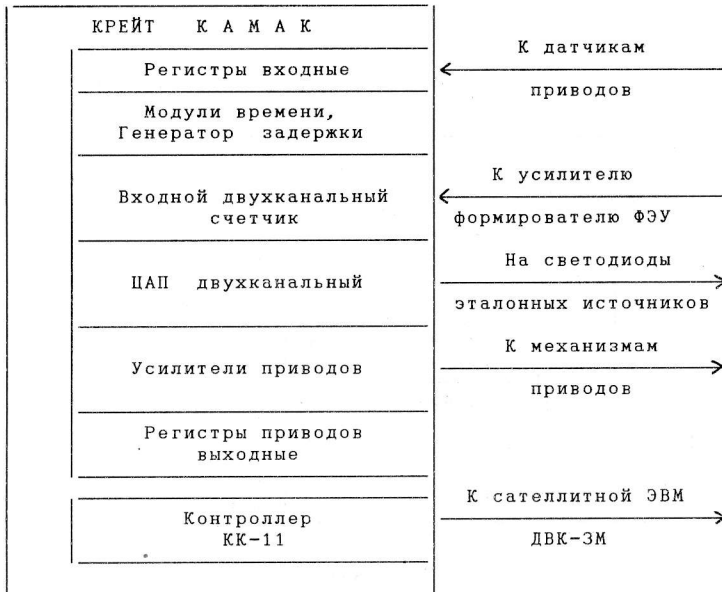 КРЕЙТ К А М А К
Регистры входные
К датчикам
приводов
Модули времени,
Генератор задержки
Входной двухканальный
счетчик
К усилителю
формирователю ФЭУ
ЦАП двухканальный
На светодиоды
эталонных источников
Усилители приводов
К механизмам
приводов
Регистры приводов
выходные
Контроллер
КК-11
К сателлитной ЭВМ
ДВК-3М